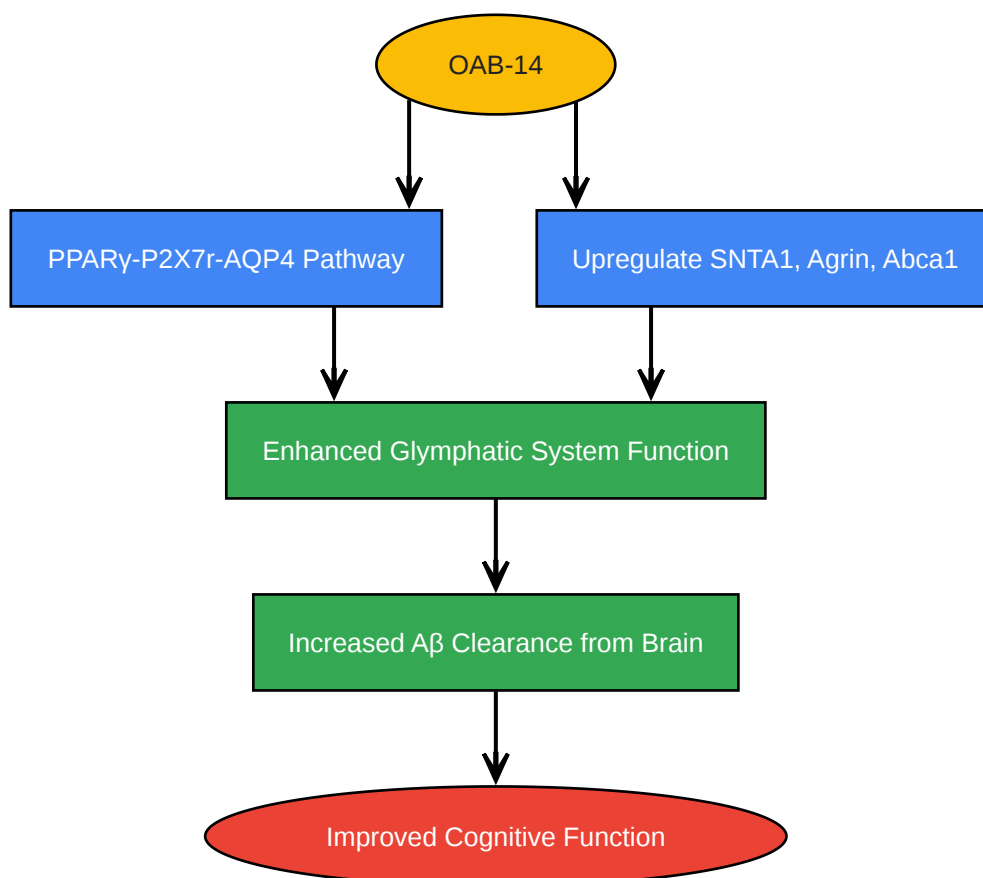 OAB-14
PPARγ-P2X7r-AQP4 Pathway
Upregulate SNTA1, Agrin, Abca1
Enhanced Glymphatic System Function
Increased Aβ Clearance from Brain
Improved Cognitive Function